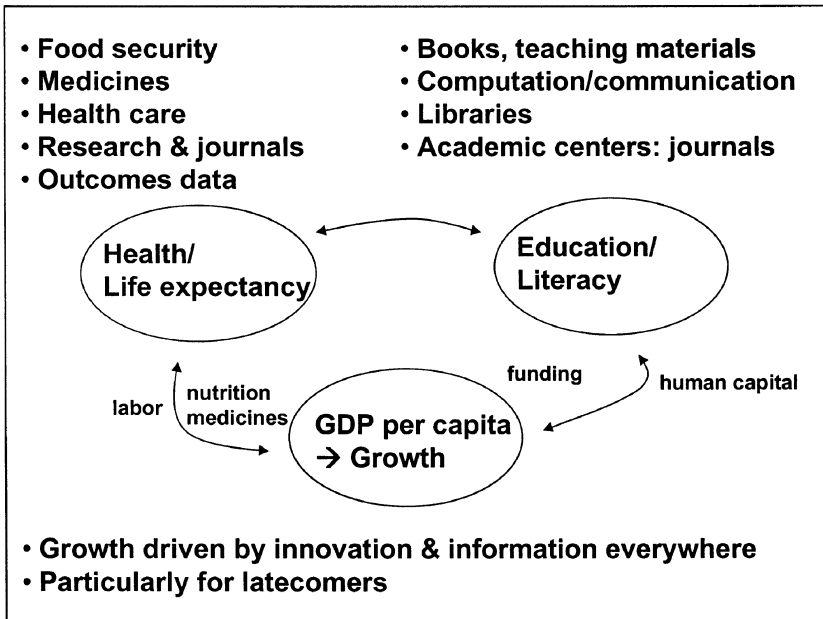 • Food security
• Medicines
• Health care
• Research & journals
• Outcomes data
• Books, teaching materials
• Computation/communication
• Libraries
• Academic centers: journals
Health/
Life expectancy
Education/
Literacy
labor
nutrition
medicines
funding
human capital
GDP per capita
→ Growth
• Growth driven by innovation & information everywhere
• Particularly for latecomers